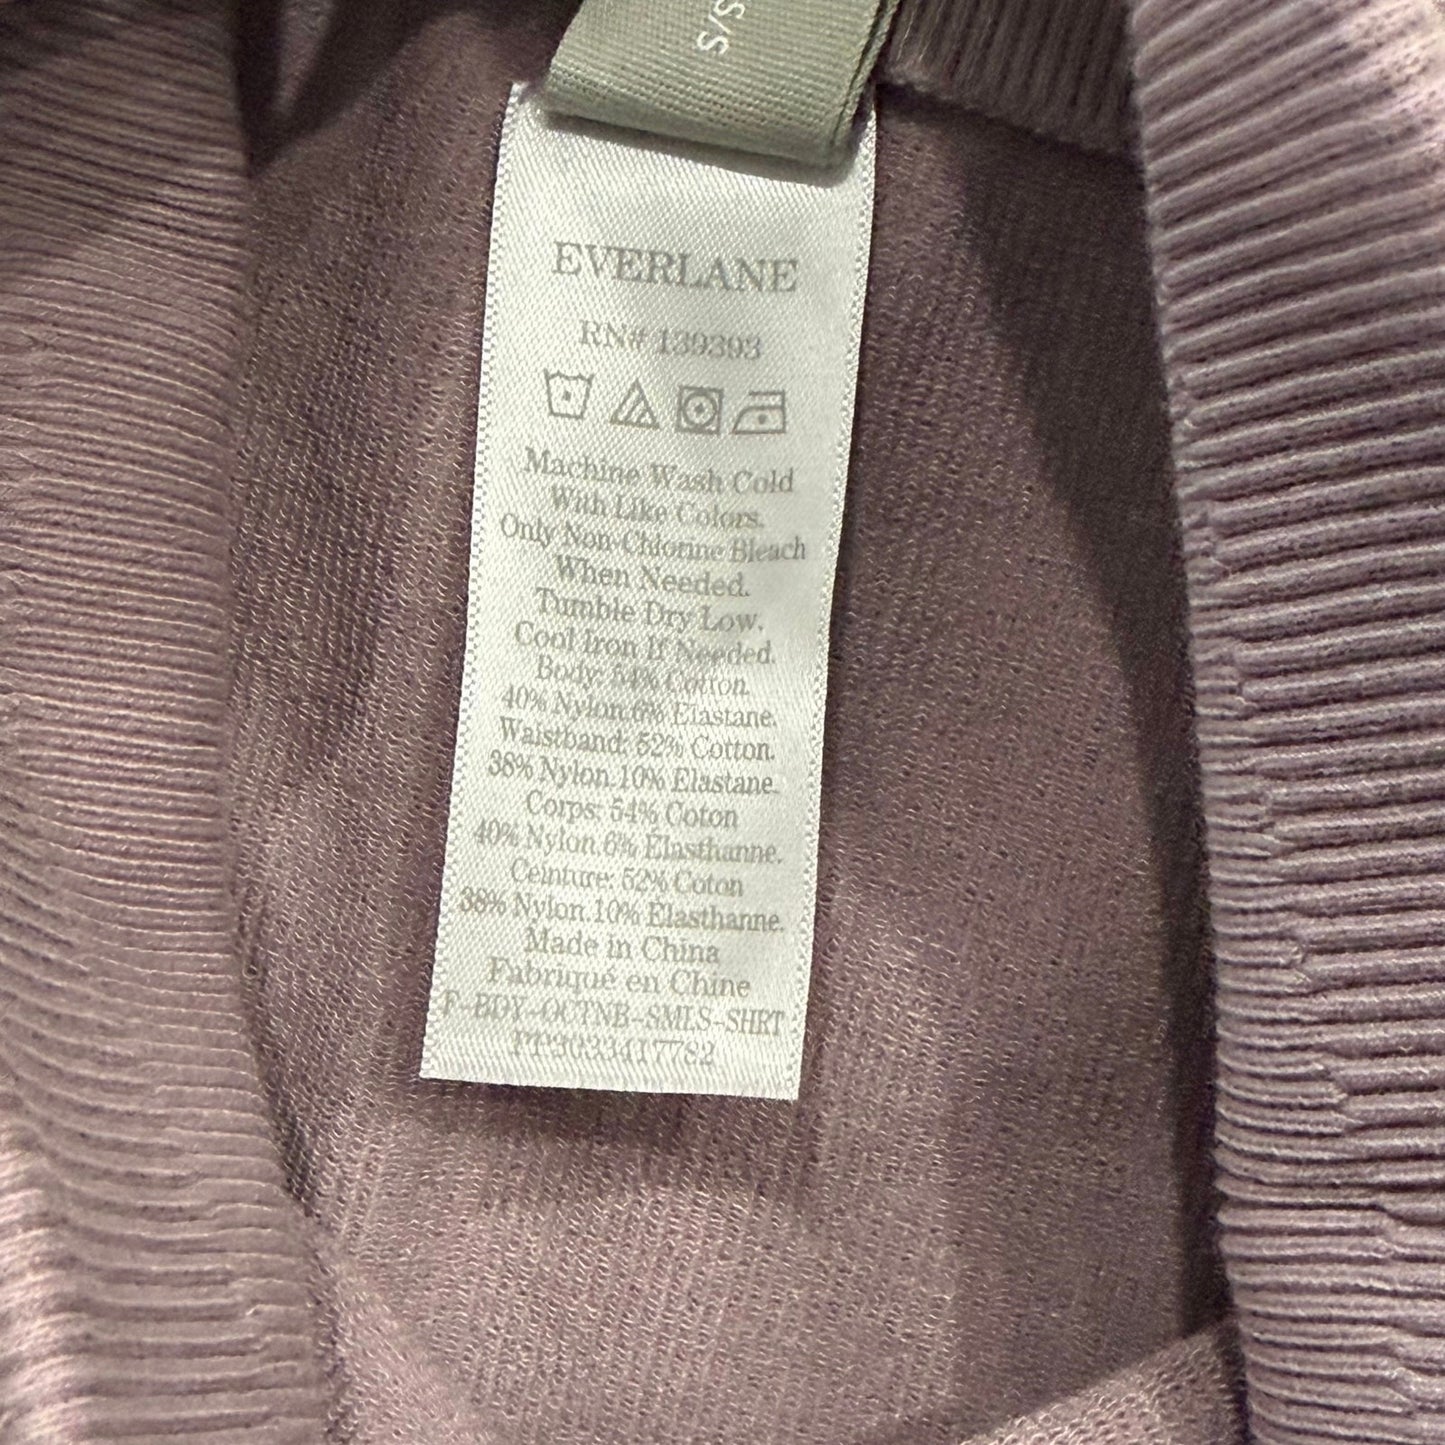 S/S
EVERLANE
RN# 139393
Machine Wash Cold
With Like Colors.
Only Non-Chlorine Bleach
When Needed.
Tumble Dry Low.
Cool Iron If Needed.
Body: 54% Cotton.
40% Nylon.6% Elastane.
Waistband: 52% Cotton.
38% Nylon.10% Elastane.
Corps: 54% Coton
40% Nylon.6% Élasthanne.
Ceinture: 52% Coton
38% Nylon.10% Élasthanne.
Made in China
Fabriqué en Chine
F-BDY-OCTNB-SMLS-SHRT
PP3033417782